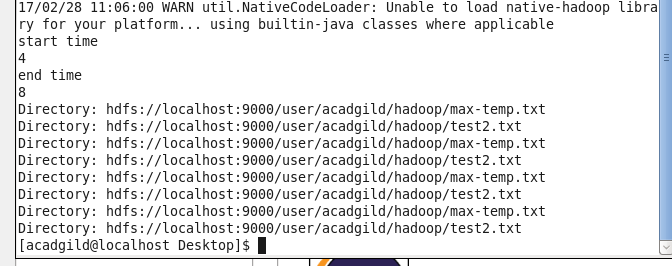 17/02/28 11:06:00 WARN util.NativeCodeLoader: Unable to load native-hadoop libra
ry for your platform... using builtin-java classes where applicable
start time
4
end time
8
Directory: hdfs://localhost:9000/user/acadgild/hadoop/max-temp.txt
Directory: hdfs://localhost:9000/user/acadgild/hadoop/test2.txt
Directory: hdfs://localhost:9000/user/acadgild/hadoop/max-temp.txt
Directory: hdfs://localhost:9000/user/acadgild/hadoop/test2.txt
Directory: hdfs://localhost:9000/user/acadgild/hadoop/max-temp.txt
Directory: hdfs://localhost:9000/user/acadgild/hadoop/test2.txt
Directory: hdfs://localhost:9000/user/acadgild/hadoop/max-temp.txt
Directory: hdfs://localhost:9000/user/acadgild/hadoop/test2.txt
[acadgild@localhost Desktop]$